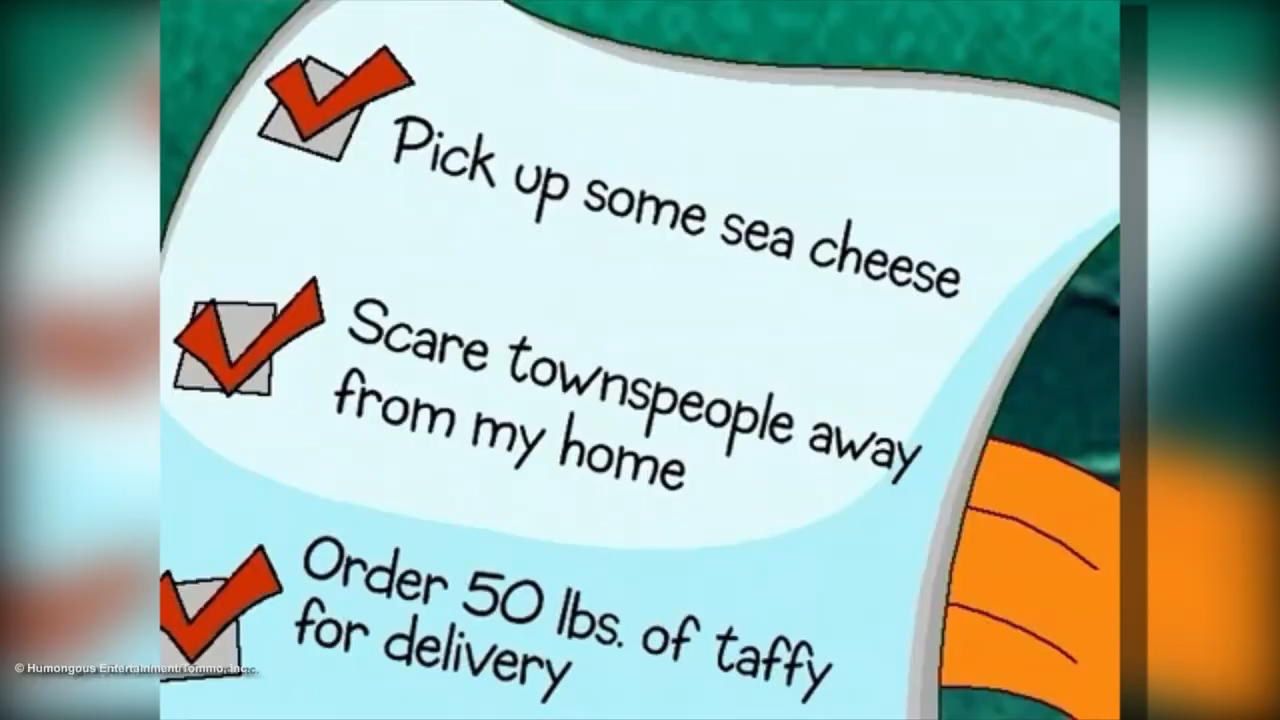 Pick up some sea cheese
Scare townspeople away
from my home
Order 50 lbs. of taffy
for delivery
© Humongous Entertainment/Tommo, Inc.